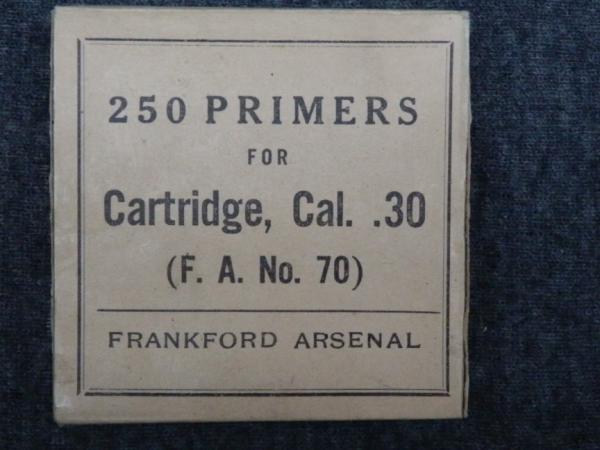 250 PRIMERS
FOR
Cartridge, Cal. .30
(F. A. No. 70)
FRANKFORD ARSENAL